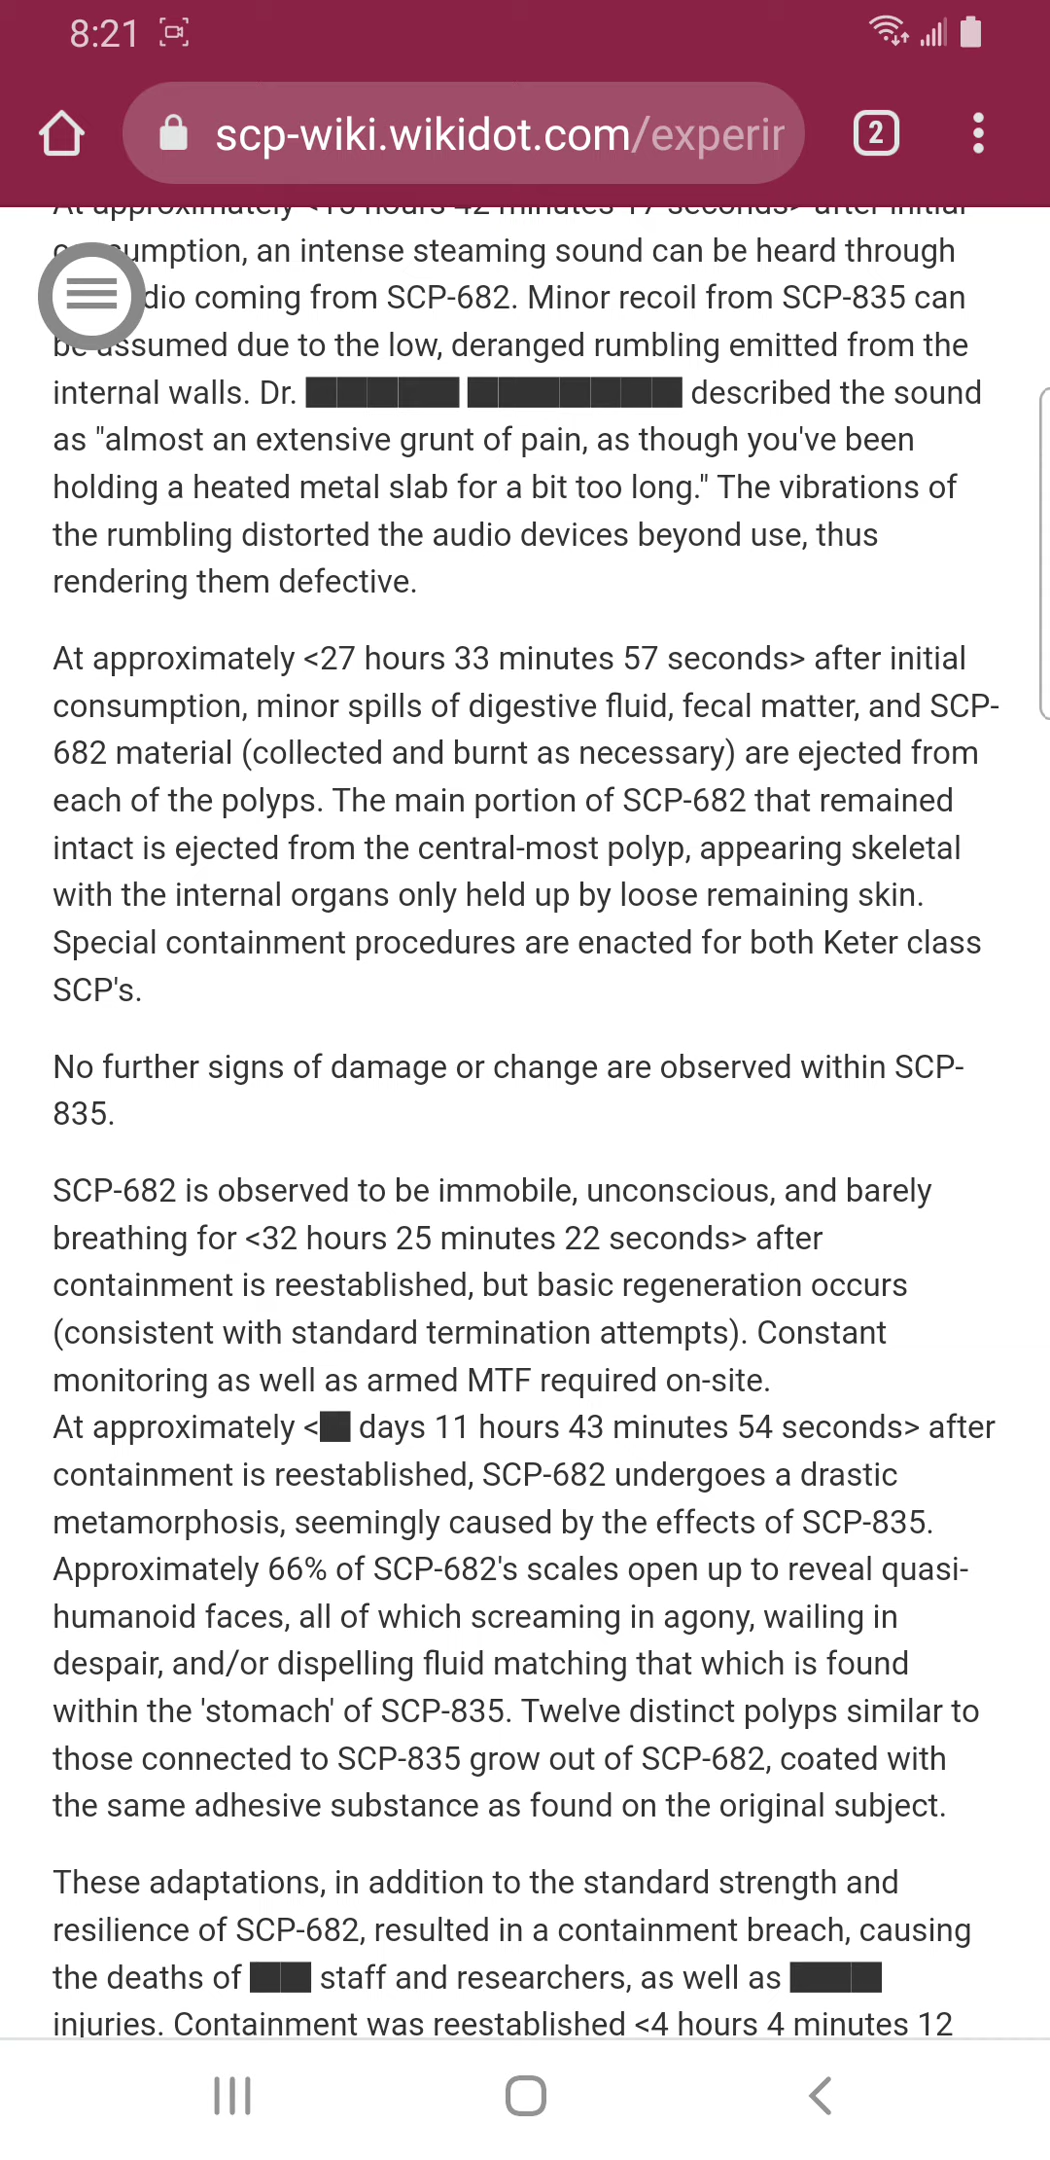 8:21
scp-wiki.wikidot.com/experir
2
At approximately <1 hours 42 minutes 17 seconds> after initial
umption, an intense steaming sound can be heard through
dio coming from SCP-682. Minor recoil from SCP-835 can
be assumed due to the low, deranged rumbling emitted from the
internal walls. Dr. █████ ███████ described the sound
as "almost an extensive grunt of pain, as though you've been
holding a heated metal slab for a bit too long." The vibrations of
the rumbling distorted the audio devices beyond use, thus
rendering them defective.
At approximately <27 hours 33 minutes 57 seconds> after initial
consumption, minor spills of digestive fluid, fecal matter, and SCP-
682 material (collected and burnt as necessary) are ejected from
each of the polyps. The main portion of SCP-682 that remained
intact is ejected from the central-most polyp, appearing skeletal
with the internal organs only held up by loose remaining skin.
Special containment procedures are enacted for both Keter class
SCP's.
No further signs of damage or change are observed within SCP-
835.
SCP-682 is observed to be immobile, unconscious, and barely
breathing for <32 hours 25 minutes 22 seconds> after
containment is reestablished, but basic regeneration occurs
(consistent with standard termination attempts). Constant
monitoring as well as armed MTF required on-site.
At approximately <█ days 11 hours 43 minutes 54 seconds> after
containment is reestablished, SCP-682 undergoes a drastic
metamorphosis, seemingly caused by the effects of SCP-835.
Approximately 66% of SCP-682's scales open up to reveal quasi-
humanoid faces, all of which screaming in agony, wailing in
despair, and/or dispelling fluid matching that which is found
within the 'stomach' of SCP-835. Twelve distinct polyps similar to
those connected to SCP-835 grow out of SCP-682, coated with
the same adhesive substance as found on the original subject.
These adaptations, in addition to the standard strength and
resilience of SCP-682, resulted in a containment breach, causing
the deaths of ██ staff and researchers, as well as ███
injuries. Containment was reestablished <4 hours 4 minutes 12